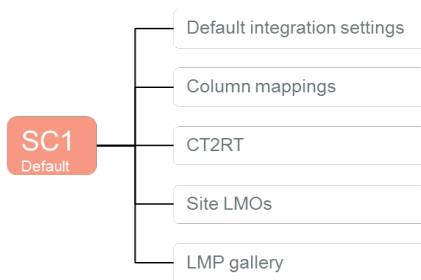 SC1
Default
Default integration settings
Column mappings
CT2RT
Site LMOs
LMP gallery